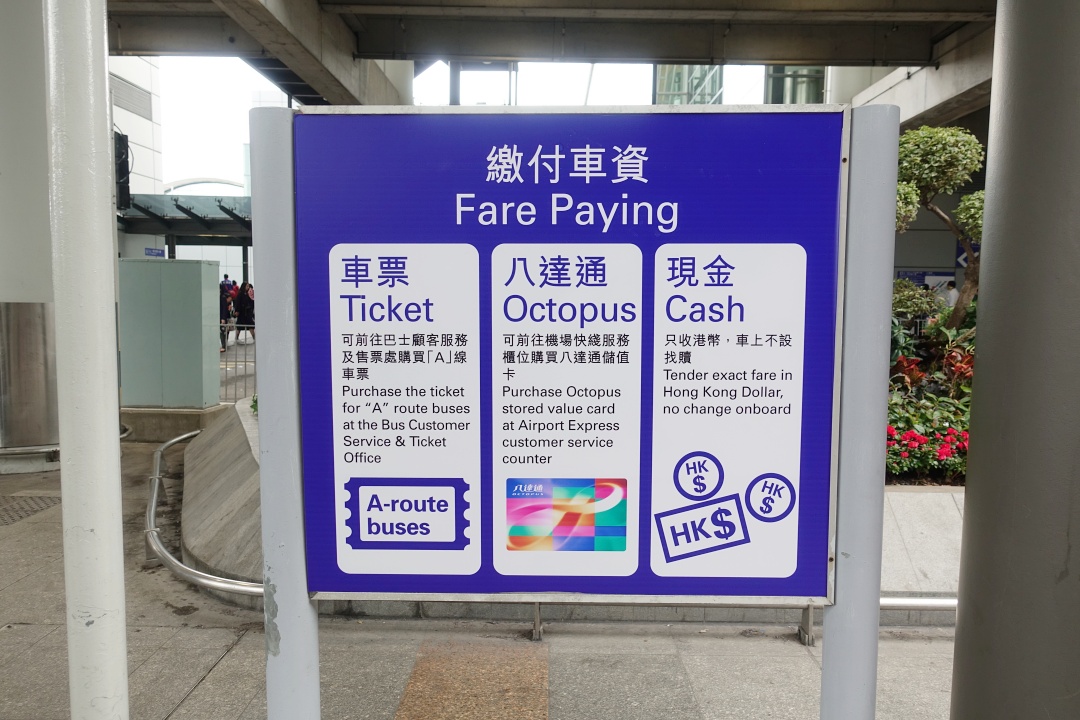 繳付車資
Fare Paying
車票
Ticket
可前往巴士顧客服務
及售票處購買「A」線
車票
Purchase the ticket
for “A” route buses
at the Bus Customer
Service & Ticket
Office
A-route
buses
八達通
Octopus
可前往機場快綫服務
櫃位購買八達通儲值
卡
Purchase Octopus
stored value card
at Airport Express
customer service
counter
八達通
OCTOPUS
現金
Cash
只收港幣，車上不設
找贖
Tender exact fare in
Hong Kong Dollar,
no change onboard
HK
$
HK
$
HK$